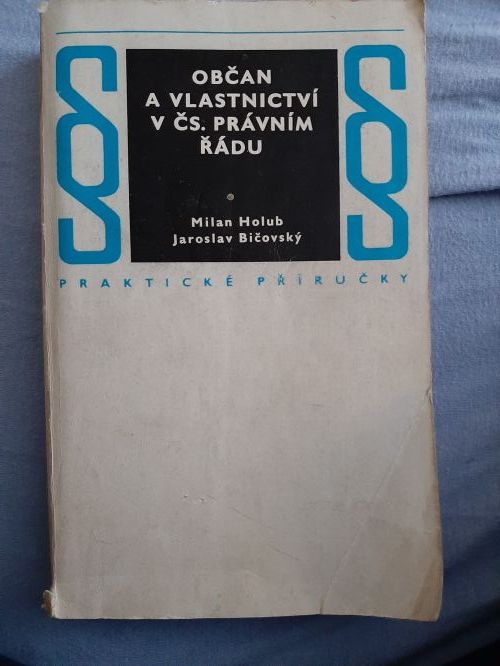 OBČAN
A VLASTNICTVÍ
V ČS. PRÁVNÍM
ŘÁDU
Milan Holub
Jaroslav Bičovský
PRAKTICKÉ PŘÍRUČKY